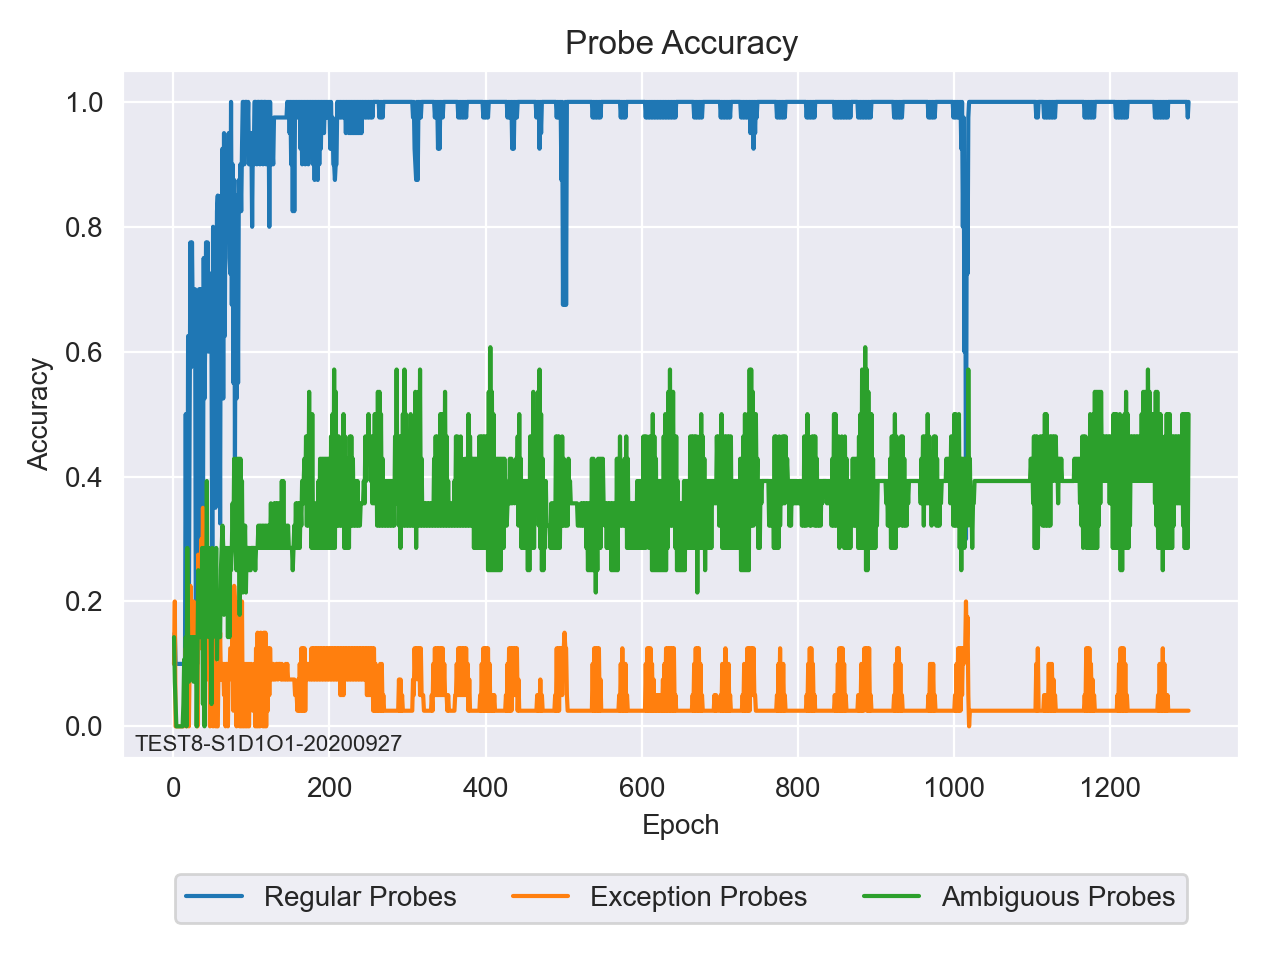 Probe Accuracy
1.0
0.8
0.6
0.4
0.2
0.0
Accuracy
TEST8-S1D1O1-20200927
0 200 400 600 800 1000 1200
Epoch
Regular Probes Exception Probes Ambiguous Probes